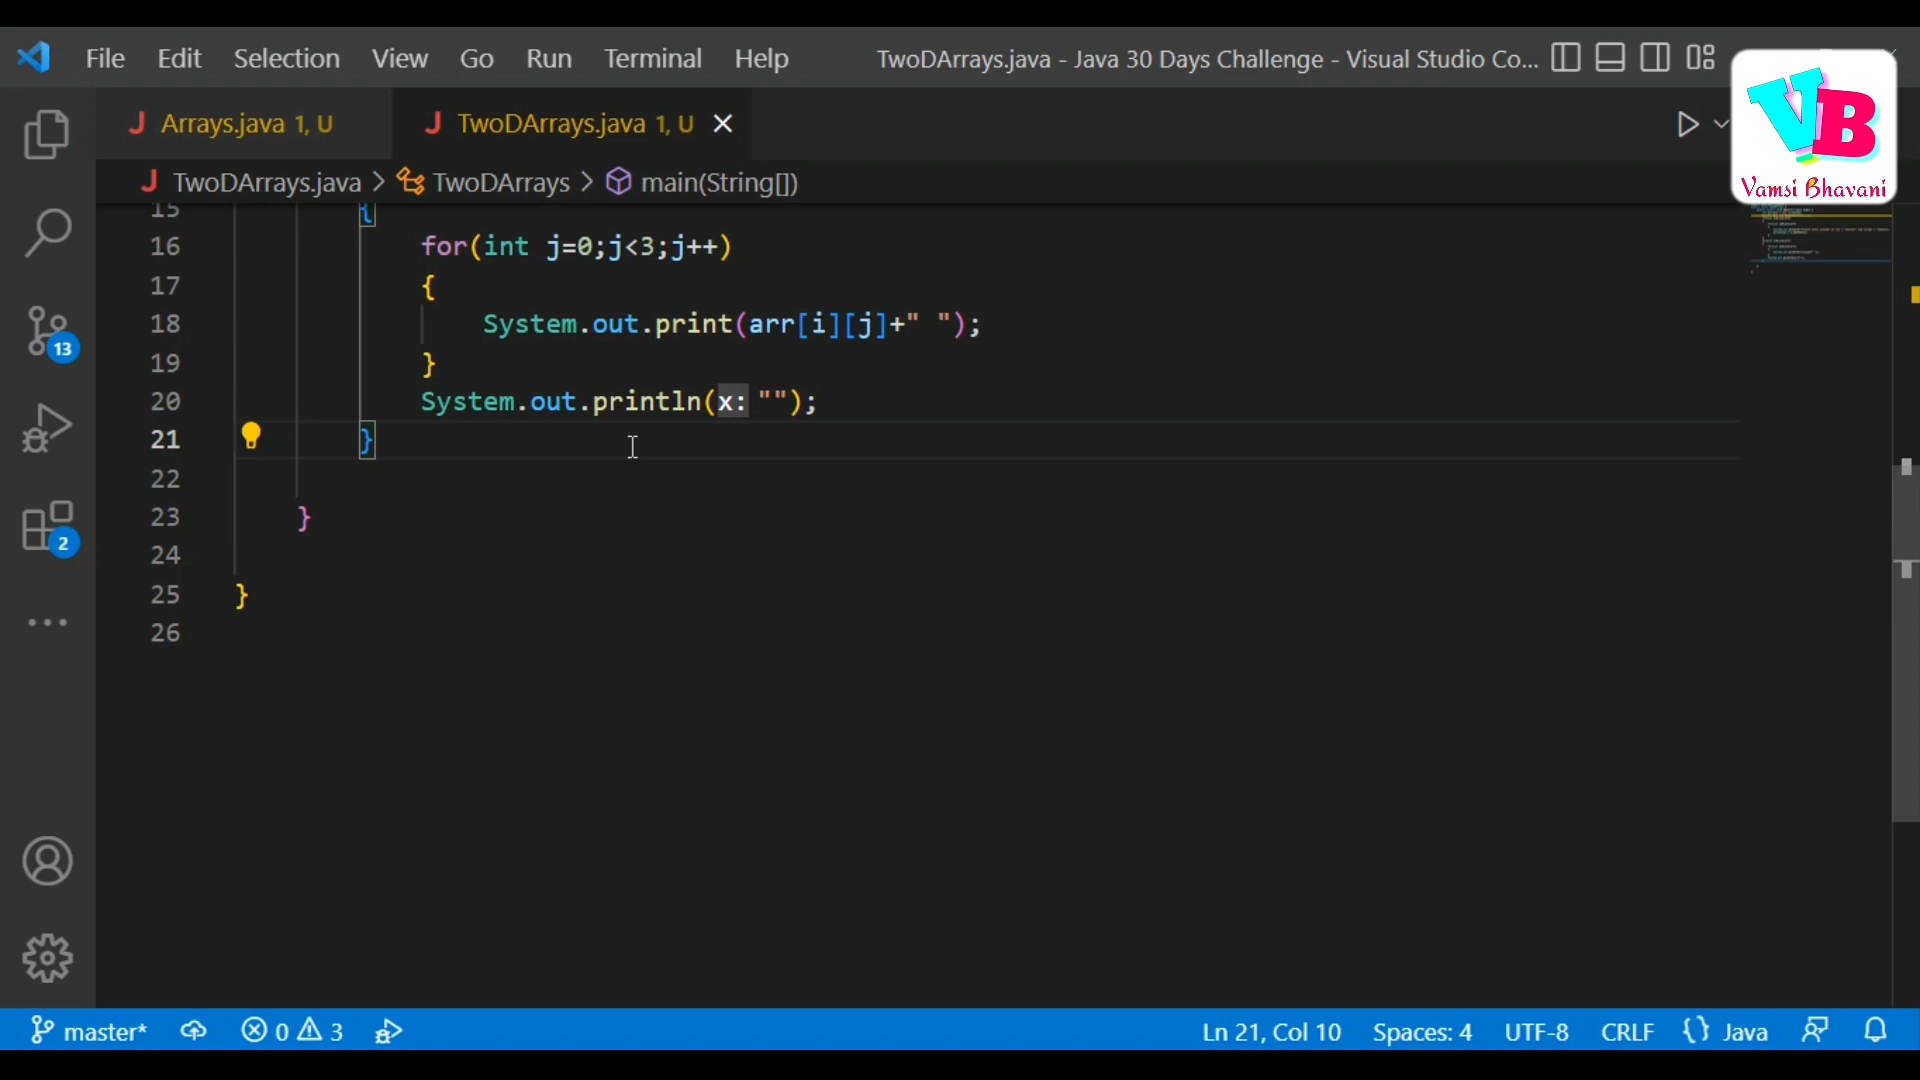 File Edit Selection View Go Run Terminal Help TwoDArrays.java - Java 30 Days Challenge - Visual Studio Co...
J Arrays.java 1, U J TwoDArrays.java 1, U
VB
Vamsi Bhavani
J TwoDArrays.java > TwoDArrays > main(String[])
15 {
16 for(int j=0;j<3;j++)
17 {
18 System.out.print(arr[i][j]+" ");
19 }
20 System.out.println(x: "");
21 }
22
23 }
24
25 }
26
13
2
master* 0 3 Ln 21, Col 10 Spaces: 4 UTF-8 CRLF {} Java